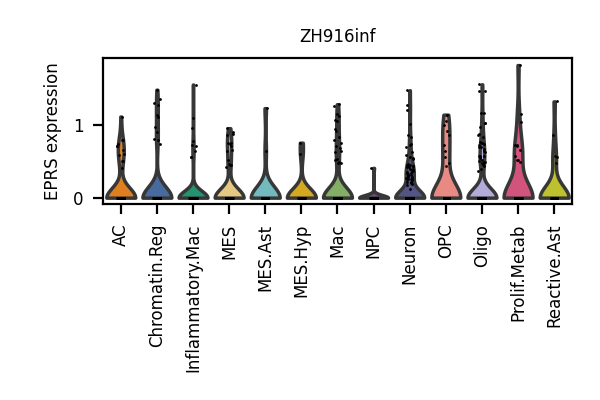 ZH916inf
EPRS expression
1
0
AC
Chromatin.Reg
Inflammatory.Mac
MES
MES.Ast
MES.Hyp
Mac
NPC
Neuron
OPC
Oligo
Prolif.Metab
Reactive.Ast